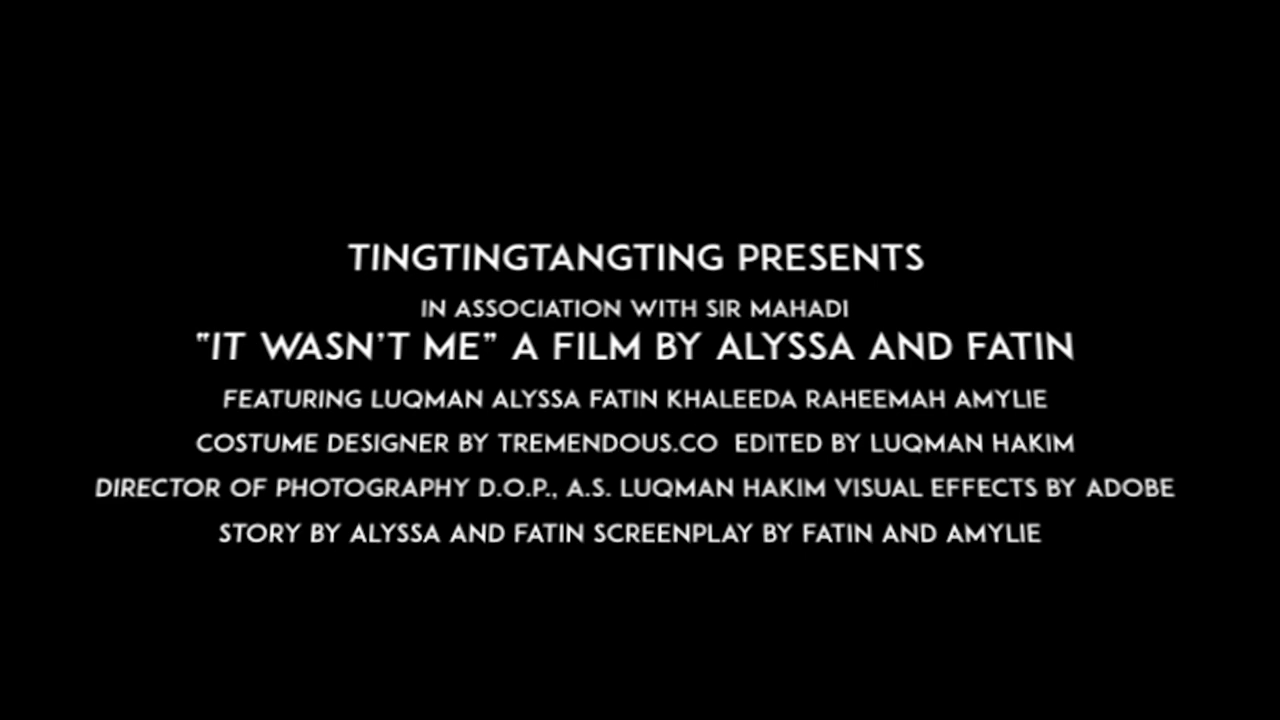 TINGTINGTANGTING PRESENTS
IN ASSOCIATION WITH SIR MAHADI
“IT WASN’T ME” A FILM BY ALYSSA AND FATIN
FEATURING LUQMAN ALYSSA FATIN KHALEEDA RAHEEMAH AMYLIE
COSTUME DESIGNER BY TREMENDOUS.CO EDITED BY LUQMAN HAKIM
DIRECTOR OF PHOTOGRAPHY D.O.P., A.S. LUQMAN HAKIM VISUAL EFFECTS BY ADOBE
STORY BY ALYSSA AND FATIN SCREENPLAY BY FATIN AND AMYLIE